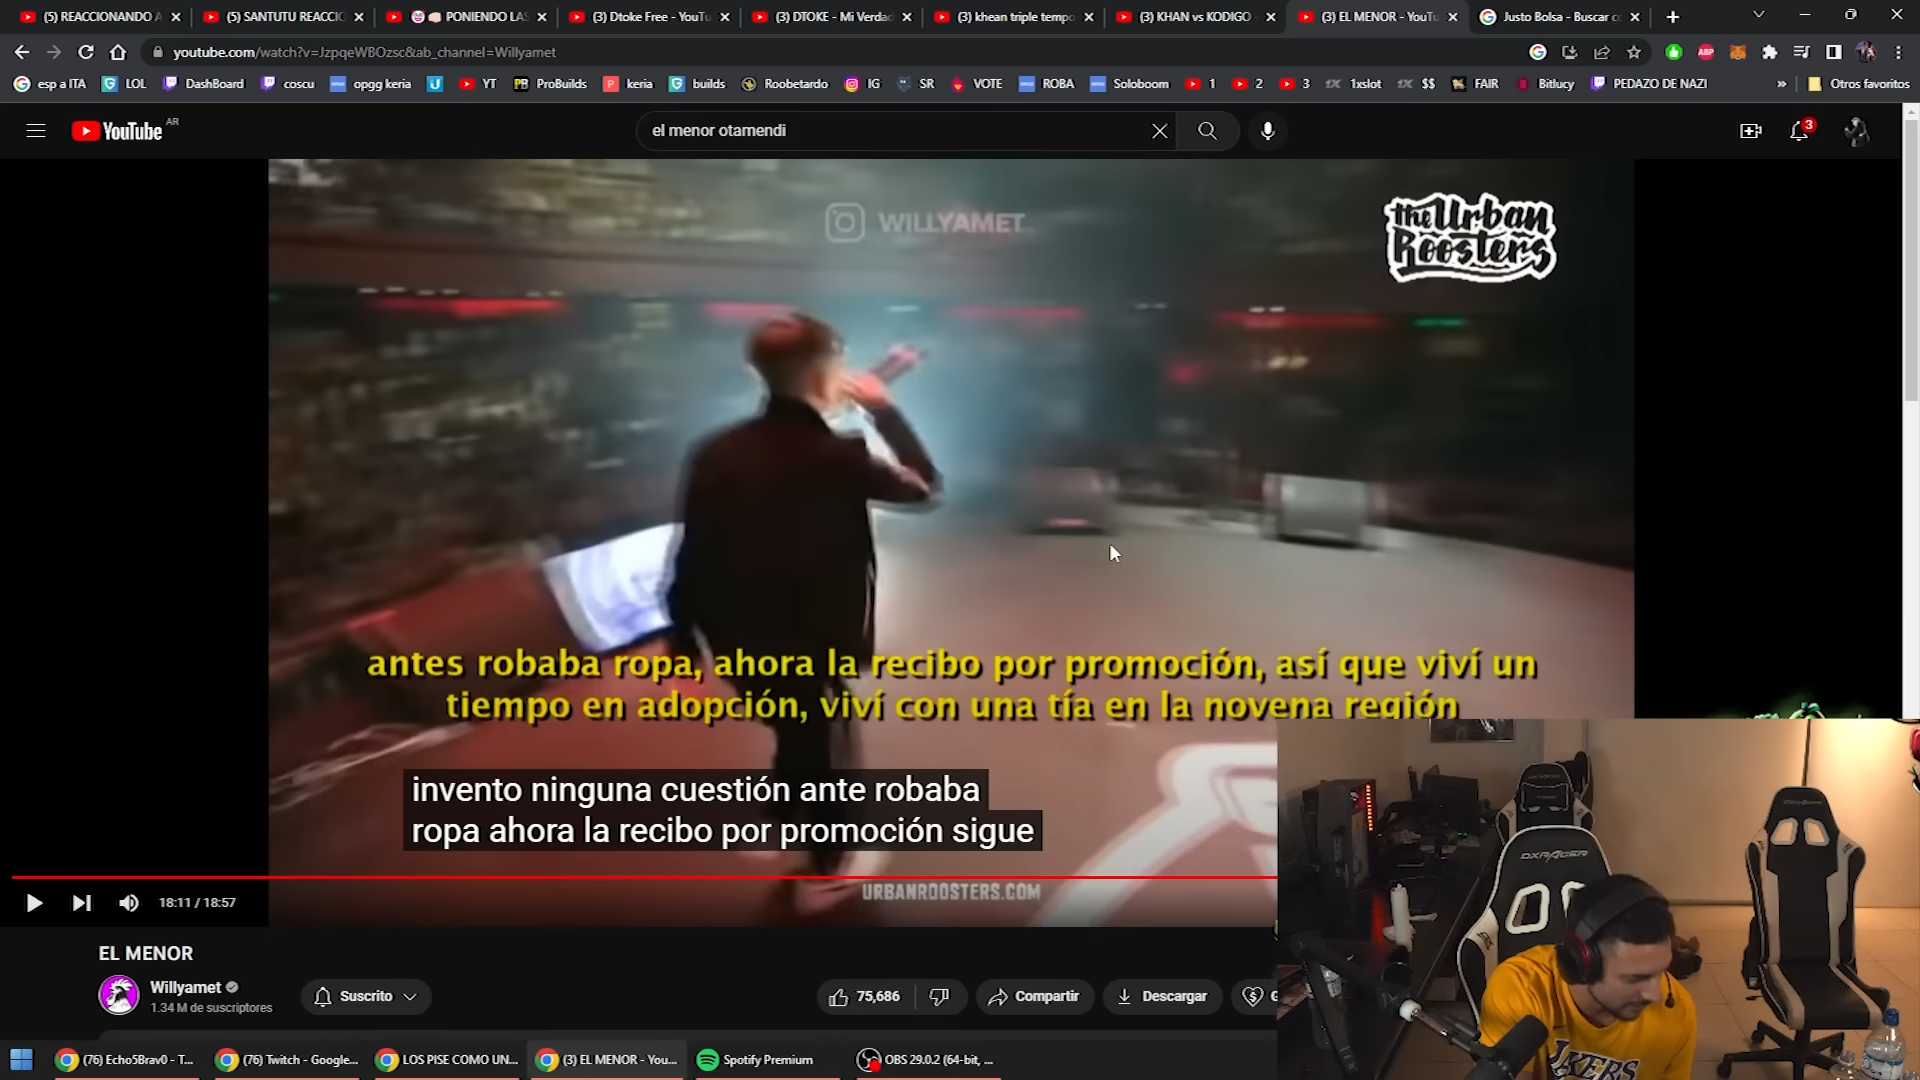 (5) REACCIONANDO A
(5) SANTUTU REACCIO
PONIENDO LAS
(3) Dtoke Free - YouTu
(3) DTOKE - Mi Verdad
(3) khean triple tempo
(3) KHAN vs KODIGO -
(3) EL MENOR - YouTu
Justo Bolsa - Buscar co
youtube.com/watch?v=JzpqeWBOzsc&ab_channel=Willyamet
esp a ITA
LOL
DashBoard
coscu
opgg keria
YT
ProBuilds
keria
builds
Roobetardo
IG
SR
VOTE
ROBA
Soloboom
1
2
3
1xslot
$$
FAIR
Bitlucy
PEDAZO DE NAZI
»
Otros favoritos
YouTube AR
el menor otamendi
3
WILLYAMET
the Urban
Roosters
antes robaba ropa, ahora la recibo por promoción, así que viví un
tiempo en adopción, viví con una tía en la novena región
invento ninguna cuestión ante robaba
ropa ahora la recibo por promoción sigue
18:11 / 18:57
URBANROOSTERS.COM
EL MENOR
Willyamet
1.34 M de suscriptores
Suscrito
75,686
Compartir
Descargar
G
DXRACER
(76) Echo5Brav0 - T...
(76) Twitch - Google...
LOS PISE COMO UN...
(3) EL MENOR - You...
Spotify Premium
OBS 29.0.2 (64-bit, ...